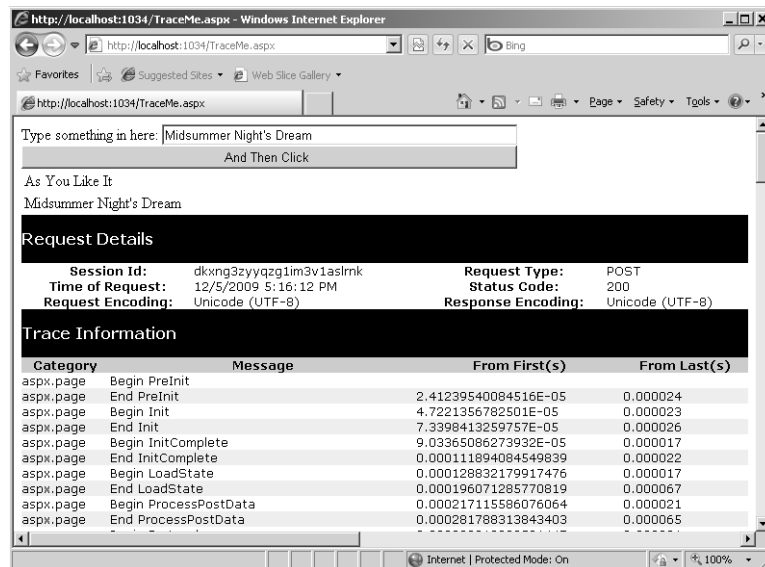 http://localhost:1034/TraceMe.aspx - Windows Internet Explorer
http://localhost:1034/TraceMe.aspx
Bing
Favorites Suggested Sites Web Slice Gallery
http://localhost:1034/TraceMe.aspx Page Safety Tools
Type something in here: Midsummer Night's Dream
And Then Click
As You Like It
Midsummer Night's Dream
Request Details
Session Id: dkxng3zyyqzg1im3v1aslrnk Request Type: POST
Time of Request: 12/5/2009 5:16:12 PM Status Code: 200
Request Encoding: Unicode (UTF-8) Response Encoding: Unicode (UTF-8)
Trace Information
Category Message From First(s) From Last(s)
aspx.page Begin PreInit
aspx.page End PreInit 2.41239540084516E-05 0.000024
aspx.page Begin Init 4.7221356782501E-05 0.000023
aspx.page End Init 7.3398413259757E-05 0.000026
aspx.page Begin InitComplete 9.03365086273932E-05 0.000017
aspx.page End InitComplete 0.000111894084549839 0.000022
aspx.page Begin LoadState 0.000128832179917476 0.000017
aspx.page End LoadState 0.000196071285770819 0.000067
aspx.page Begin ProcessPostData 0.000217115586076064 0.000021
aspx.page End ProcessPostData 0.000281788313843403 0.000065
Internet | Protected Mode: On 100%